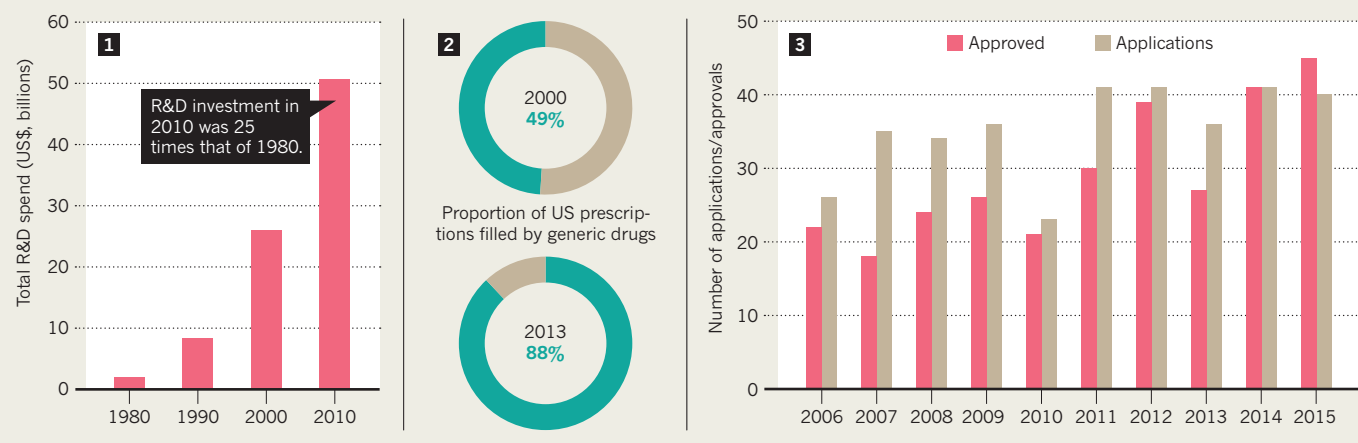 1
Total R&D spend (US$, billions)
60
50
40
30
20
10
0
R&D investment in
2010 was 25
times that of 1980.
1980 1990 2000 2010
2
2000
49%
Proportion of US prescrip-
tions filled by generic drugs
2013
88%
3
Approved Applications
Number of applications/approvals
50
40
30
20
10
0
2006 2007 2008 2009 2010 2011 2012 2013 2014 2015